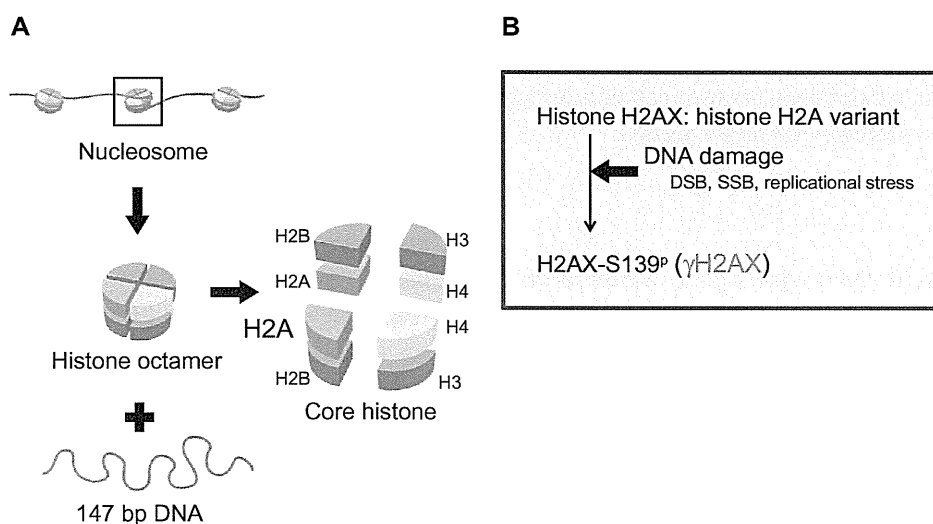 A
Nucleosome
Histone octamer
147 bp DNA
H2B
H3
H2A
H4
H2A
H4
H2B
H3
Core histone
B
Histone H2AX: histone H2A variant
DNA damage
DSB, SSB, replicational stress
H2AX-S139ᵖ (γH2AX)